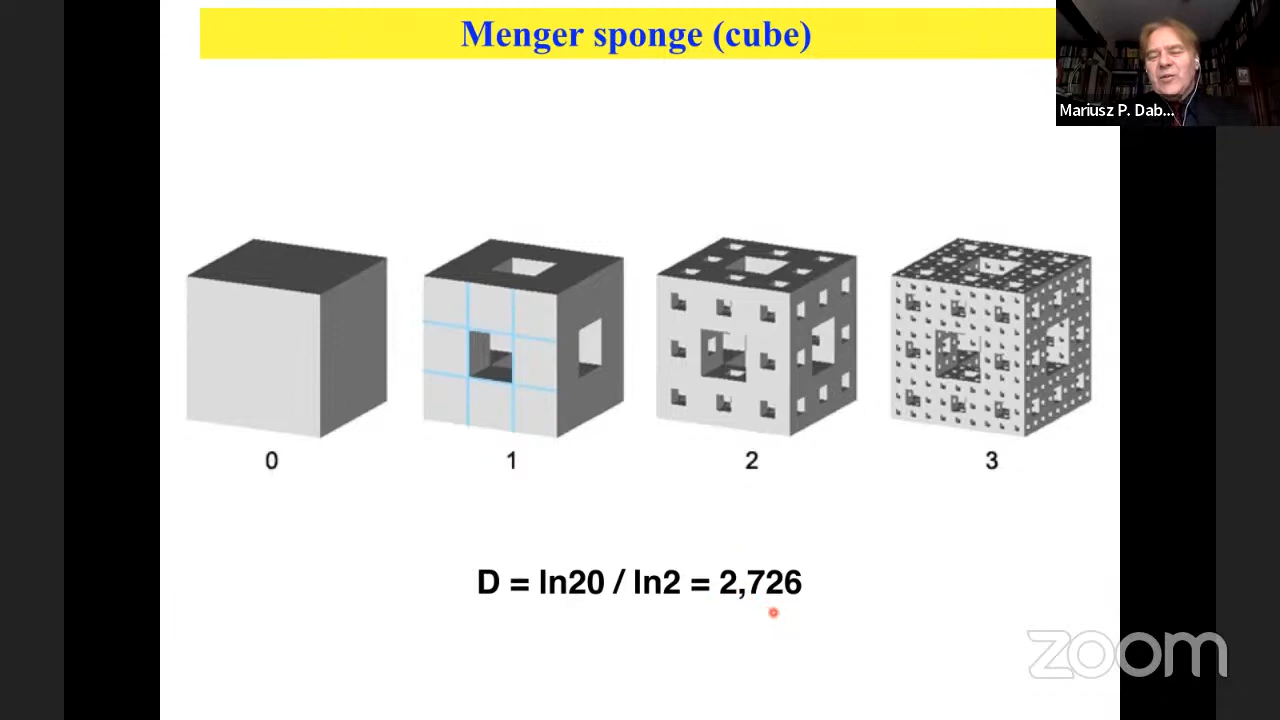 Menger sponge (cube)
Mariusz P. Dab...
0
1
2
3
D = ln20 / ln2 = 2,726
zoom